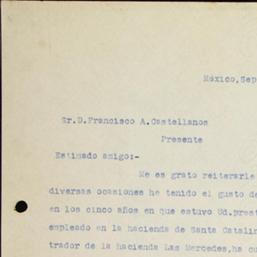 México, Sep
Sr.D.Francisco A.Castellanos
Presente
Estimado amigo:-
Me es grato reiterarle
diversas ocasiones he tenido el gusto de
en los cinco años en que estuvo Ud.prest
empleado en la hacienda de Santa Catalin
trador de la hacienda Las Mercedes,ha cu